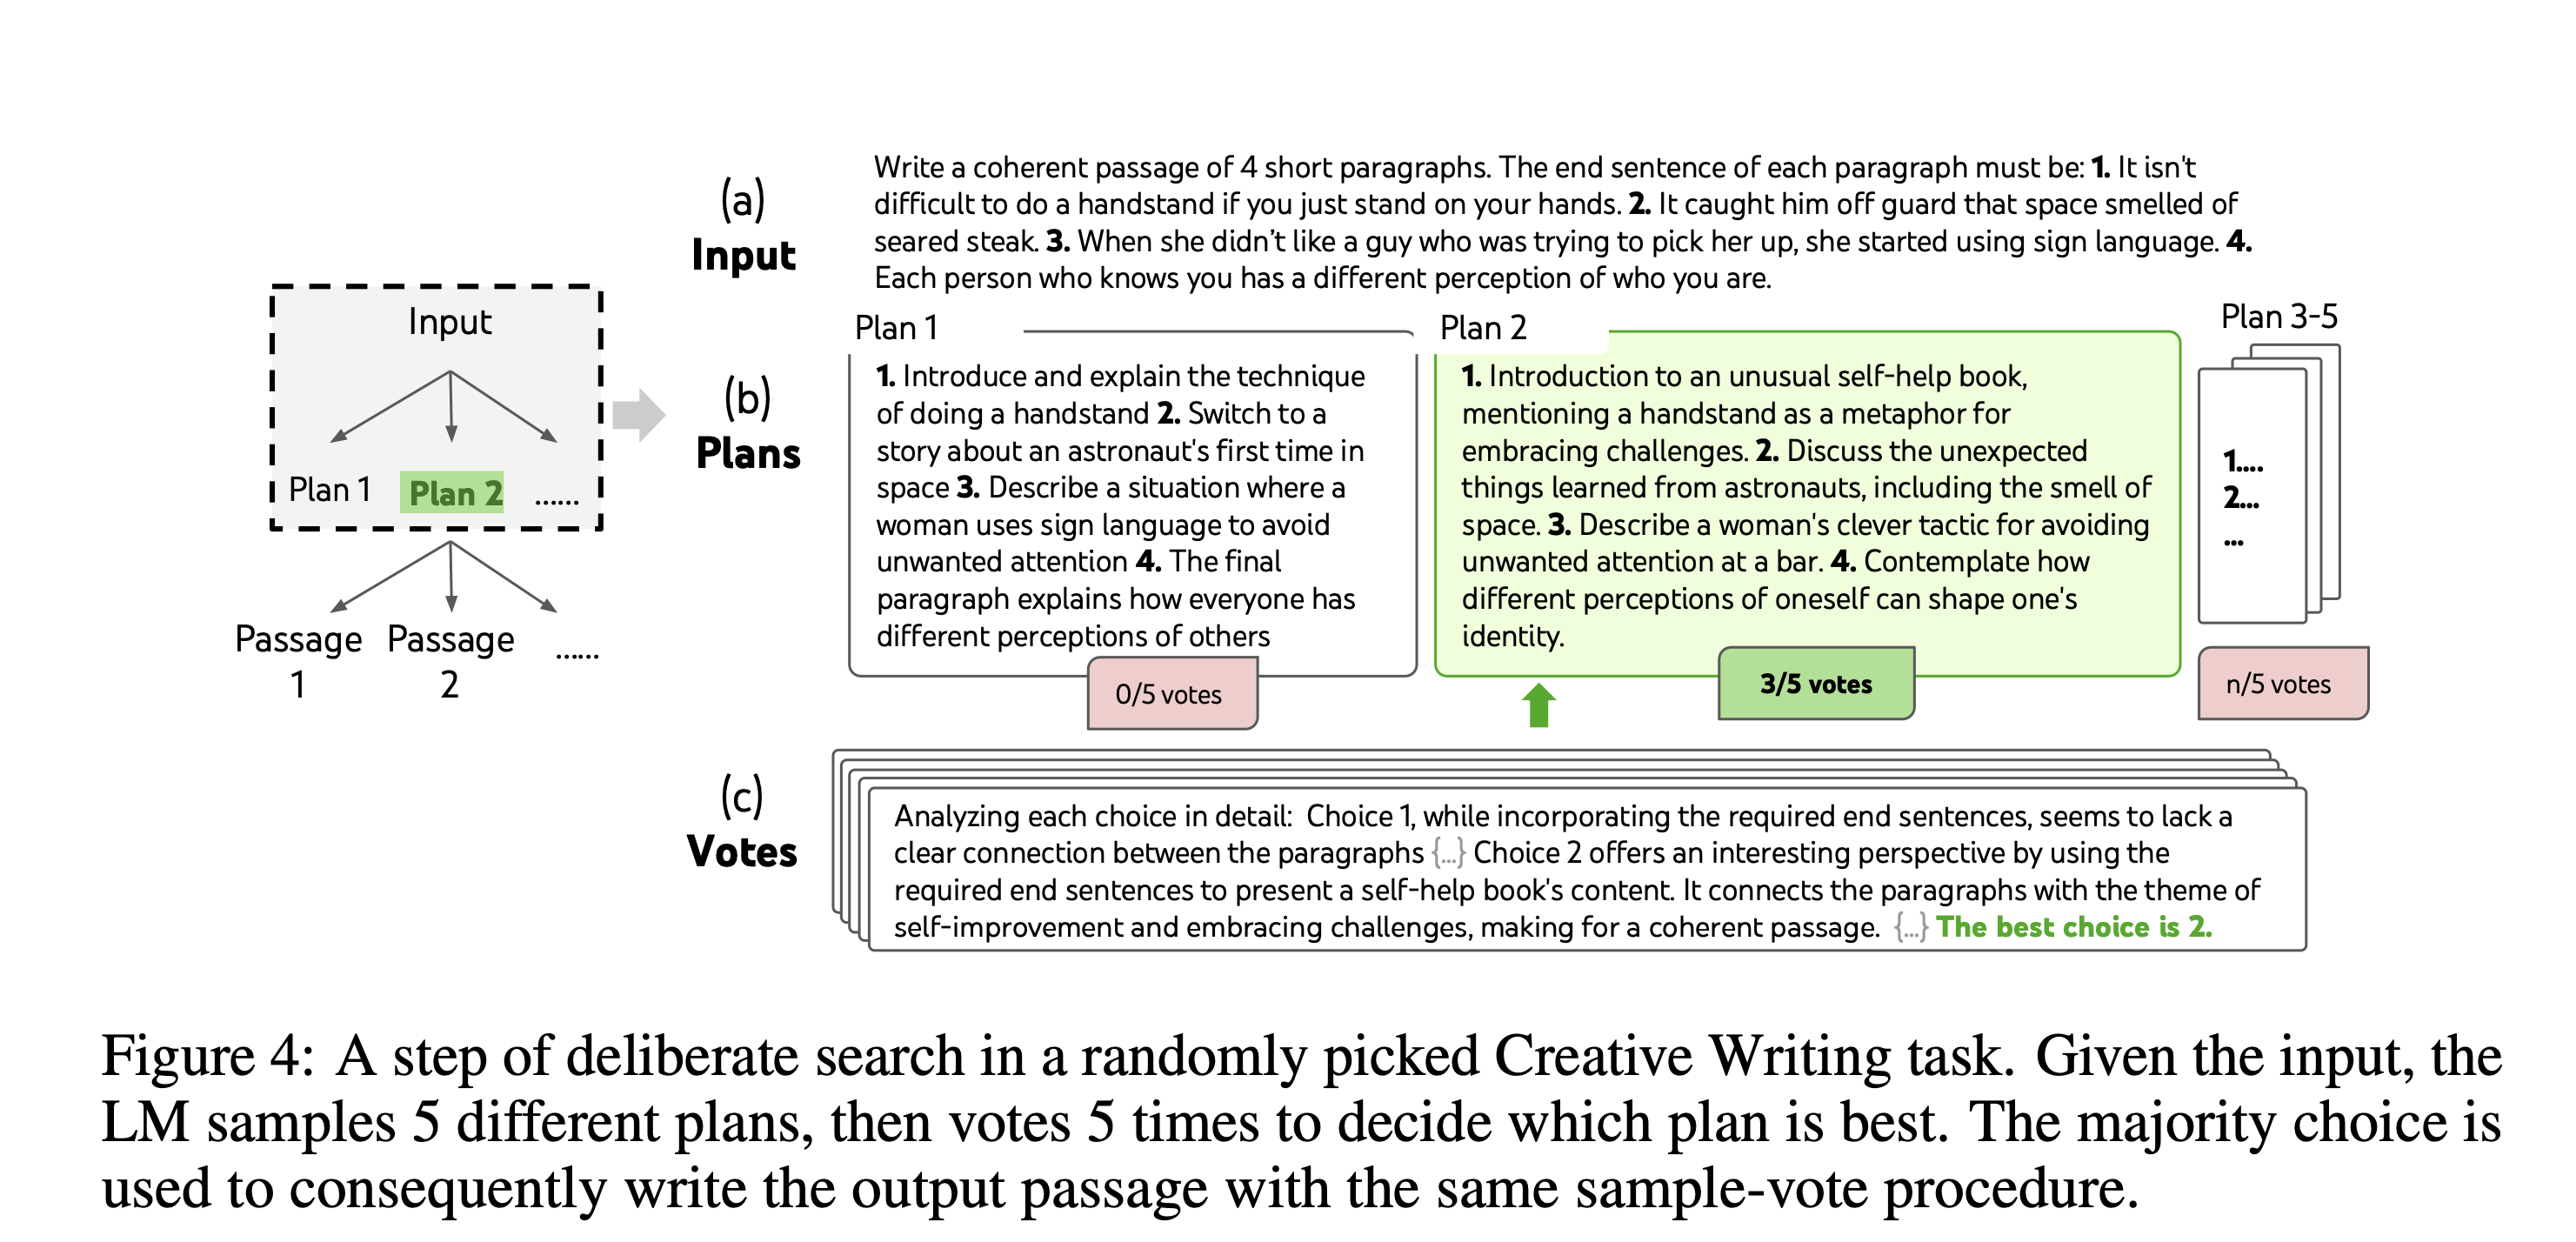 (a)
Input
Write a coherent passage of 4 short paragraphs. The end sentence of each paragraph must be: 1. It isn't
difficult to do a handstand if you just stand on your hands. 2. It caught him off guard that space smelled of
seared steak. 3. When she didn’t like a guy who was trying to pick her up, she started using sign language. 4.
Each person who knows you has a different perception of who you are.
Input
Plan 1
Plan 2
......
Passage
1
Passage
2
......
(b)
Plans
Plan 1
1. Introduce and explain the technique
of doing a handstand 2. Switch to a
story about an astronaut's first time in
space 3. Describe a situation where a
woman uses sign language to avoid
unwanted attention 4. The final
paragraph explains how everyone has
different perceptions of others
0/5 votes
Plan 2
1. Introduction to an unusual self-help book,
mentioning a handstand as a metaphor for
embracing challenges. 2. Discuss the unexpected
things learned from astronauts, including the smell of
space. 3. Describe a woman's clever tactic for avoiding
unwanted attention at a bar. 4. Contemplate how
different perceptions of oneself can shape one's
identity.
3/5 votes
Plan 3-5
1....
2...
...
n/5 votes
(c)
Votes
Analyzing each choice in detail: Choice 1, while incorporating the required end sentences, seems to lack a
clear connection between the paragraphs {...} Choice 2 offers an interesting perspective by using the
required end sentences to present a self-help book's content. It connects the paragraphs with the theme of
self-improvement and embracing challenges, making for a coherent passage. {...} The best choice is 2.
Figure 4: A step of deliberate search in a randomly picked Creative Writing task. Given the input, the
LM samples 5 different plans, then votes 5 times to decide which plan is best. The majority choice is
used to consequently write the output passage with the same sample-vote procedure.